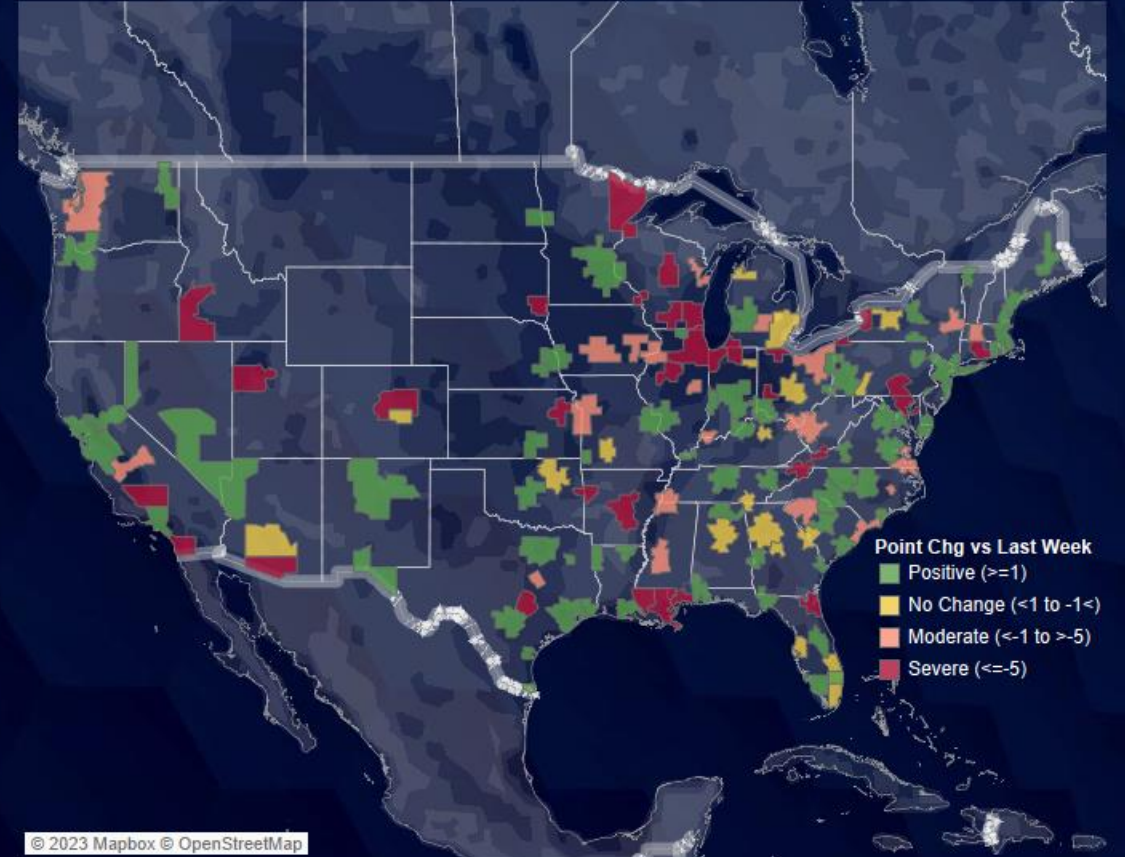 Point Chg vs Last Week
Positive (>=1)
No Change (<1 to -1<)
Moderate (<-1 to >-5)
Severe (<=-5)
© 2023 Mapbox © OpenStreetMap